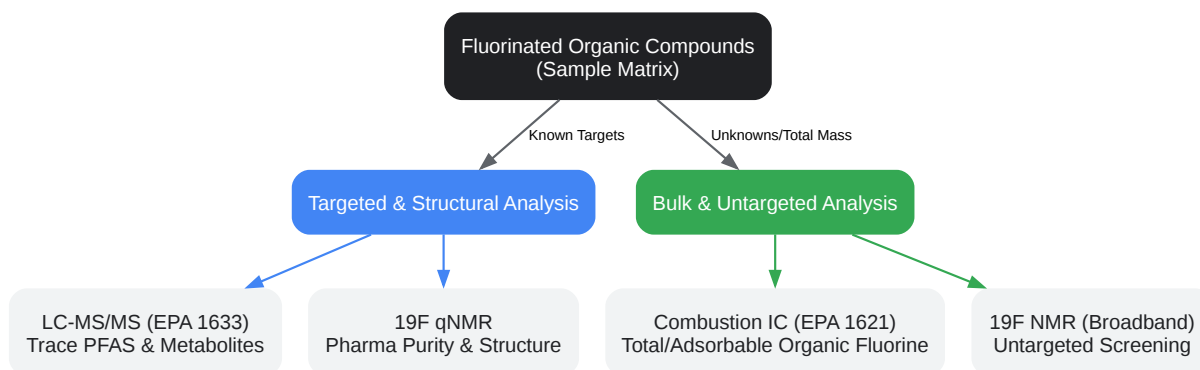 Fluorinated Organic Compounds
(Sample Matrix)
Known Targets
Unknowns/Total Mass
Targeted & Structural Analysis
Bulk & Untargeted Analysis
LC-MS/MS (EPA 1633)
Trace PFAS & Metabolites
19F qNMR
Pharma Purity & Structure
Combustion IC (EPA 1621)
Total/Adsorbable Organic Fluorine
19F NMR (Broadband)
Untargeted Screening